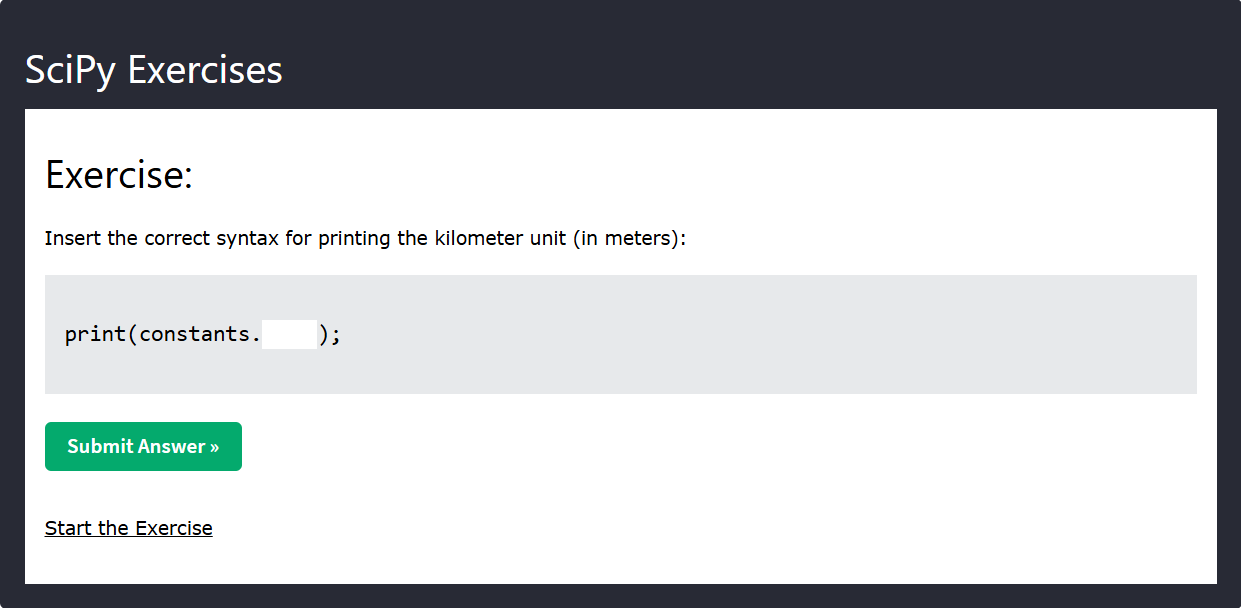 SciPy Exercises
Exercise:
Insert the correct syntax for printing the kilometer unit (in meters):
print(constants.    );
Submit Answer »
Start the Exercise